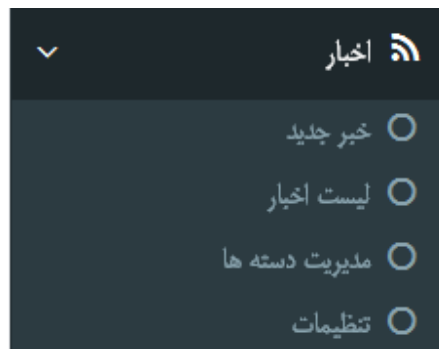 اخبار
خبر جدید
لیست اخبار
مدیریت دسته ها
تنظیمات